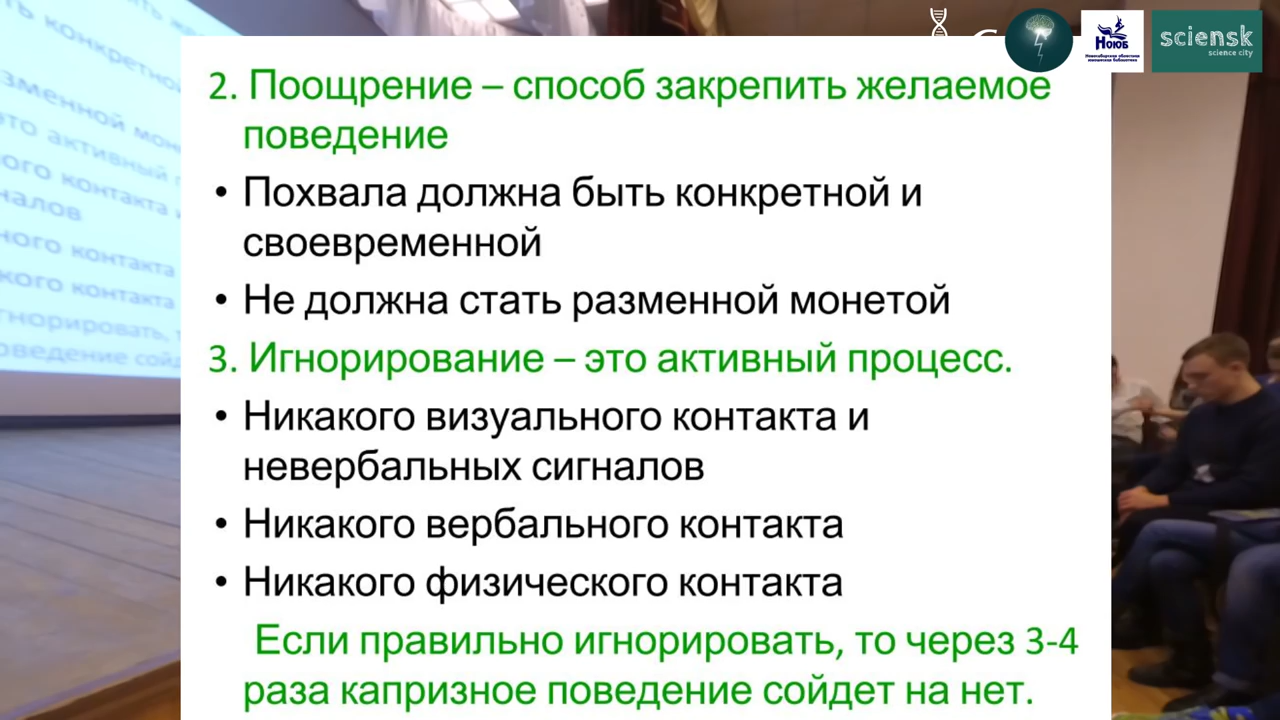 2. Поощрение – способ закрепить желаемое
поведение
• Похвала должна быть конкретной и
своевременной
• Не должна стать разменной монетой
3. Игнорирование – это активный процесс.
• Никакого визуального контакта и
невербальных сигналов
• Никакого вербального контакта
• Никакого физического контакта
Если правильно игнорировать, то через 3-4
раза капризное поведение сойдет на нет.
НОЮБ
sciensk
science city